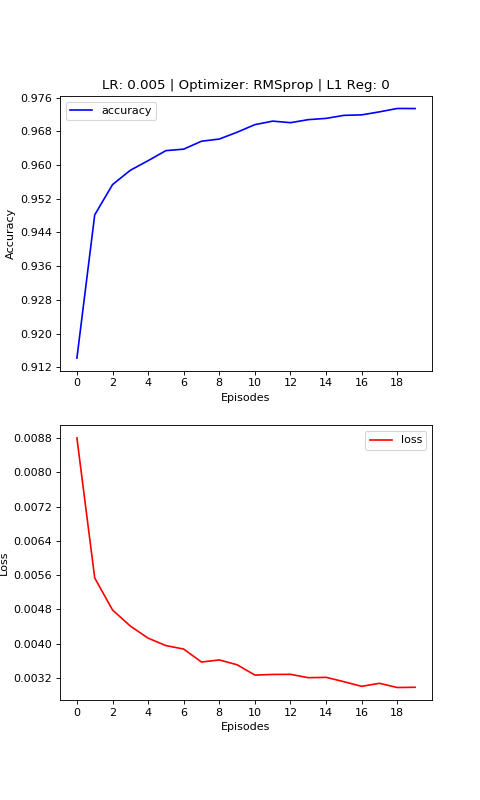 LR: 0.005 | Optimizer: RMSprop | L1 Reg: 0
accuracy
0.976
0.968
0.960
0.952
0.944
0.936
0.928
0.920
0.912
Accuracy
0 2 4 6 8 10 12 14 16 18
Episodes
loss
0.0088
0.0080
0.0072
0.0064
0.0056
0.0048
0.0040
0.0032
Loss
0 2 4 6 8 10 12 14 16 18
Episodes